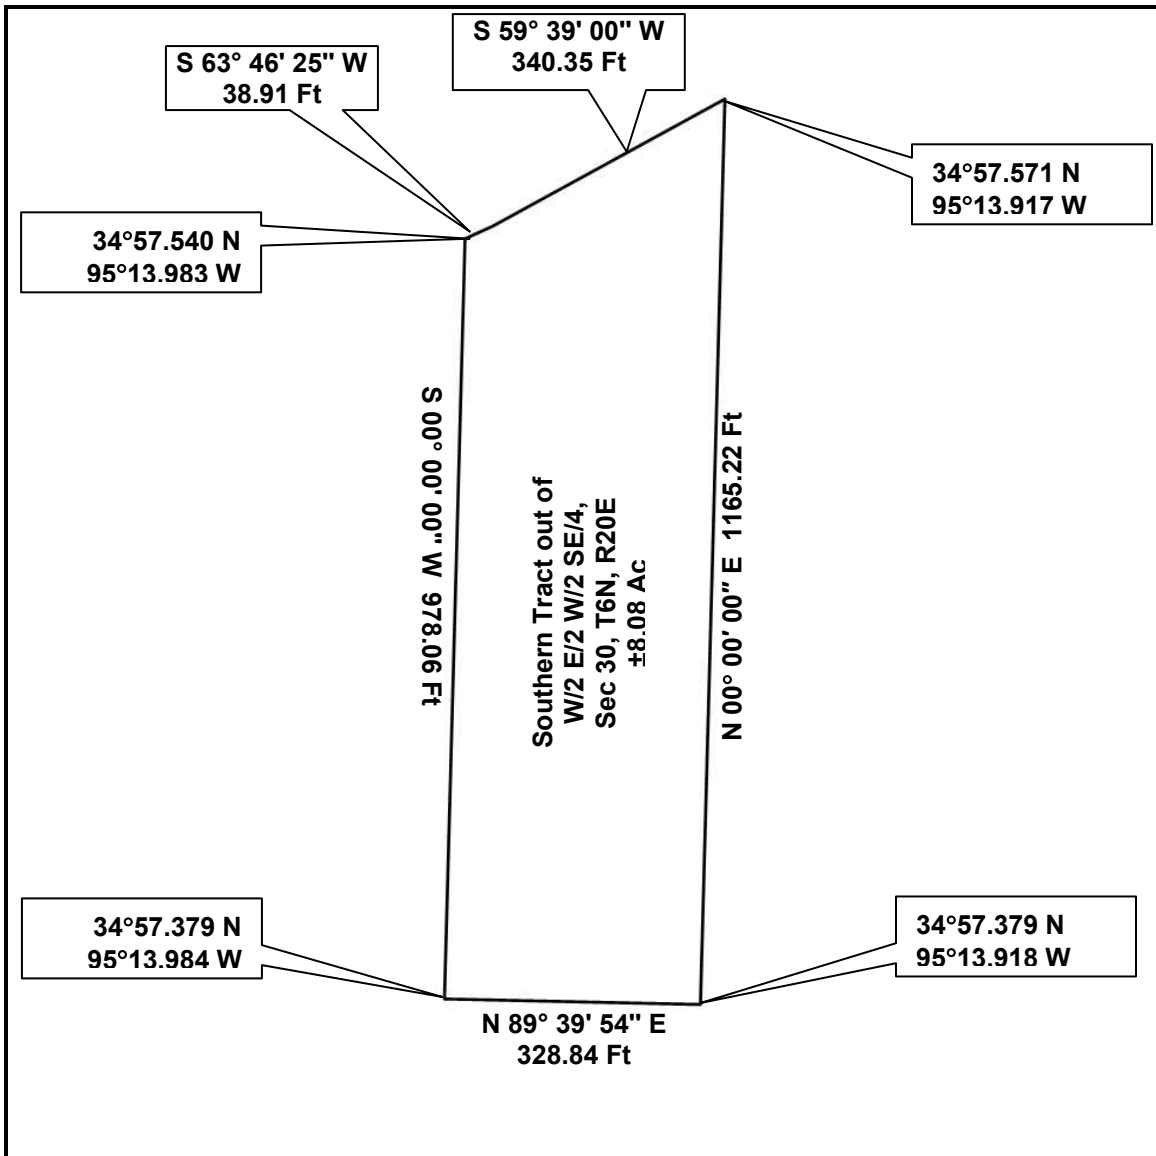 S 59° 39' 00" W
340.35 Ft
S 63° 46' 25" W
38.91 Ft
34°57.571 N
95°13.917 W
34°57.540 N
95°13.983 W
S 00° 00' 00" W 978.06 Ft
Southern Tract out of
W/2 E/2 W/2 SE/4,
Sec 30, T6N, R20E
±8.08 Ac
N 00° 00' 00" E 1165.22 Ft
34°57.379 N
95°13.984 W
34°57.379 N
95°13.918 W
N 89° 39' 54" E
328.84 Ft